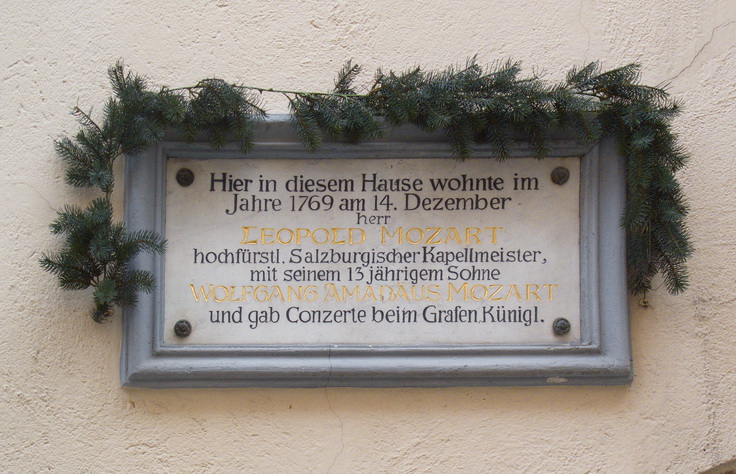 Hier in diesem Hause wohnte im
Jahre 1769 am 14. Dezember
herr
LEOPOLD MOZART
hochfürstl. Salzburgischer Kapellmeister,
mit seinem 13 jährigem Sohne
WOLFGANG AMADÄUS MOZART
und gab Conzerte beim Grafen Künigl.